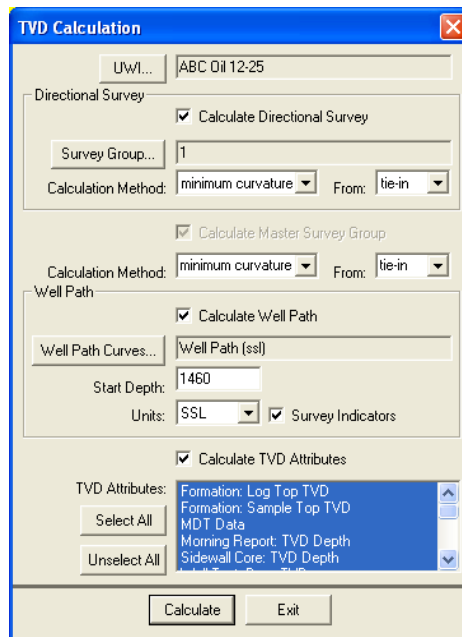 TVD Calculation
UWI... ABC Oil 12-25
Directional Survey
Calculate Directional Survey
Survey Group... 1
Calculation Method: minimum curvature From: tie-in
Calculate Master Survey Group
Calculation Method: minimum curvature From: tie-in
Well Path
Calculate Well Path
Well Path Curves... Well Path (ssl)
Start Depth: 1460
Units: SSL Survey Indicators
Calculate TVD Attributes
TVD Attributes: Formation: Log Top TVD
Formation: Sample Top TVD
Select All MDT Data
Morning Report: TVD Depth
Unselect All Sidewall Core: TVD Depth
Calculate Exit